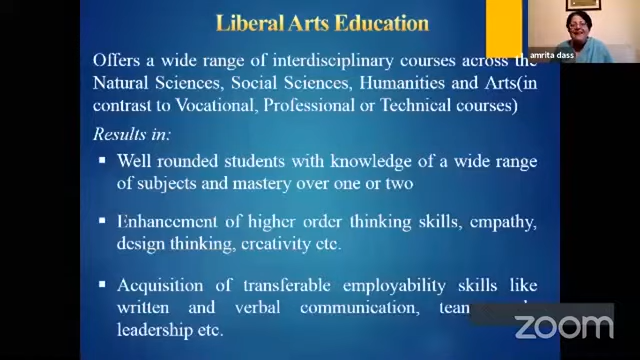 Liberal Arts Education
amrita dass
Offers a wide range of interdisciplinary courses across the
Natural Sciences, Social Sciences, Humanities and Arts(in
contrast to Vocational, Professional or Technical courses)
Results in:
▪ Well rounded students with knowledge of a wide range
of subjects and mastery over one or two
▪ Enhancement of higher order thinking skills, empathy,
design thinking, creativity etc.
▪ Acquisition of transferable employability skills like
written and verbal communication,
leadership etc.
zoom